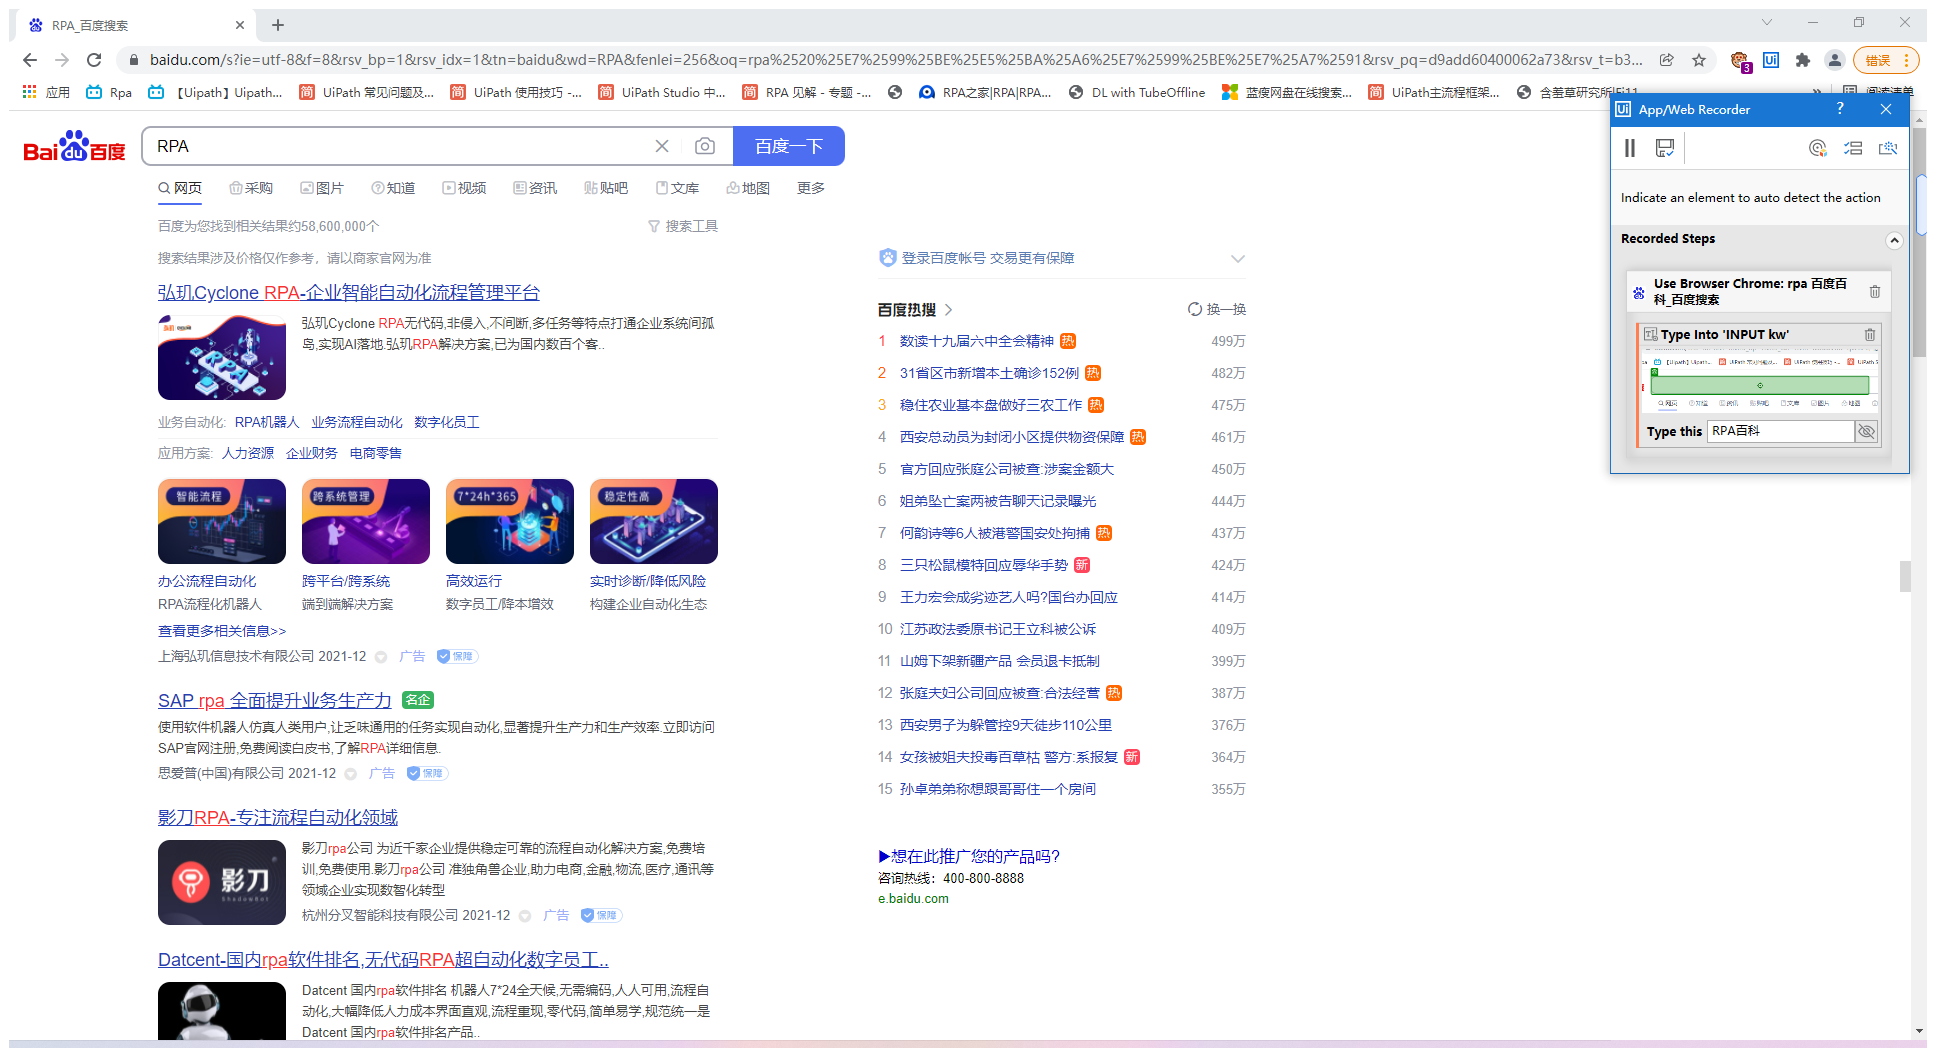 RPA_百度搜索
baidu.com/s?ie=utf-8&f=8&rsv_bp=1&rsv_idx=1&tn=baidu&wd=RPA&fenlei=256&oq=rpa%2520%25E7%2599%25BE%25E5%25BA%25A6%25E7%2599%25BE%25E7%25A7%2591&rsv_pq=d9add60400062a73&rsv_t=b3...
3
Ui
错误
应用 Rpa 【Uipath】Uipath... 简 UiPath 常见问题及... 简 UiPath 使用技巧 -... 简 UiPath Studio 中... 简 RPA 见解 - 专题 -... RPA之家|RPA|RPA... DL with TubeOffline 蓝瘦网盘在线搜索... 简 UiPath主流程框架... 含羞草研究所|Fi11... » 阅读清单
Ui App/Web Recorder ?
Bai du 百度
RPA
百度一下
网页 采购 图片 知道 视频 资讯 贴吧 文库 地图 更多
百度为您找到相关结果约58,600,000个
搜索工具
搜索结果涉及价格仅作参考，请以商家官网为准
弘玑Cyclone RPA-企业智能自动化流程管理平台
RPA
弘玑Cyclone RPA无代码,非侵入,不间断,多任务等特点打通企业系统间孤
岛,实现AI落地.弘玑RPA解决方案,已为国内数百个客..
业务自动化: RPA机器人 业务流程自动化 数字化员工
应用方案: 人力资源 企业财务 电商零售
智能流程 跨系统管理 7*24h*365 稳定性高
办公流程自动化 跨平台/跨系统 高效运行 实时诊断/降低风险
RPA流程化机器人 端到端解决方案 数字员工/降本增效 构建企业自动化生态
查看更多相关信息>>
上海弘玑信息技术有限公司 2021-12 广告 保障
SAP rpa 全面提升业务生产力 名企
使用软件机器人仿真人类用户,让乏味通用的任务实现自动化,显著提升生产力和生产效率.立即访问
SAP官网注册,免费阅读白皮书,了解RPA详细信息.
思爱普(中国)有限公司 2021-12 广告 保障
影刀RPA-专注流程自动化领域
影刀
ShadowBot
影刀rpa公司 为近千家企业提供稳定可靠的流程自动化解决方案,免费培
训,免费使用.影刀rpa公司 准独角兽企业,助力电商,金融,物流,医疗,通讯等
领域企业实现数智化转型
杭州分叉智能科技有限公司 2021-12 广告 保障
Datcent-国内rpa软件排名,无代码RPA超自动化数字员工..
Datcent 国内rpa软件排名 机器人7*24全天候,无需编码,人人可用,流程自
动化,大幅降低人力成本界面直观,流程重现,零代码,简单易学,规范统一是
Datcent 国内rpa软件排名产品..
登录百度帐号 交易更有保障
百度热搜 换一换
1 数读十九届六中全会精神 热 499万
2 31省区市新增本土确诊152例 热 482万
3 稳住农业基本盘做好三农工作 热 475万
4 西安总动员为封闭小区提供物资保障 热 461万
5 官方回应张庭公司被查:涉案金额大 450万
6 姐弟坠亡案两被告聊天记录曝光 444万
7 何韵诗等6人被港警国安处拘捕 热 437万
8 三只松鼠模特回应辱华手势 新 424万
9 王力宏会成劣迹艺人吗?国台办回应 414万
10 江苏政法委原书记王立科被公诉 409万
11 山姆下架新疆产品 会员退卡抵制 399万
12 张庭夫妇公司回应被查:合法经营 热 387万
13 西安男子为躲管控9天徒步110公里 376万
14 女孩被姐夫投毒百草枯 警方:系报复 新 364万
15 孙卓弟弟称想跟哥哥住一个房间 355万
▶想在此推广您的产品吗?
咨询热线：400-800-8888
e.baidu.com
Indicate an element to auto detect the action
Recorded Steps
Use Browser Chrome: rpa 百度百
科_百度搜索
Type Into 'INPUT kw'
Type this RPA百科